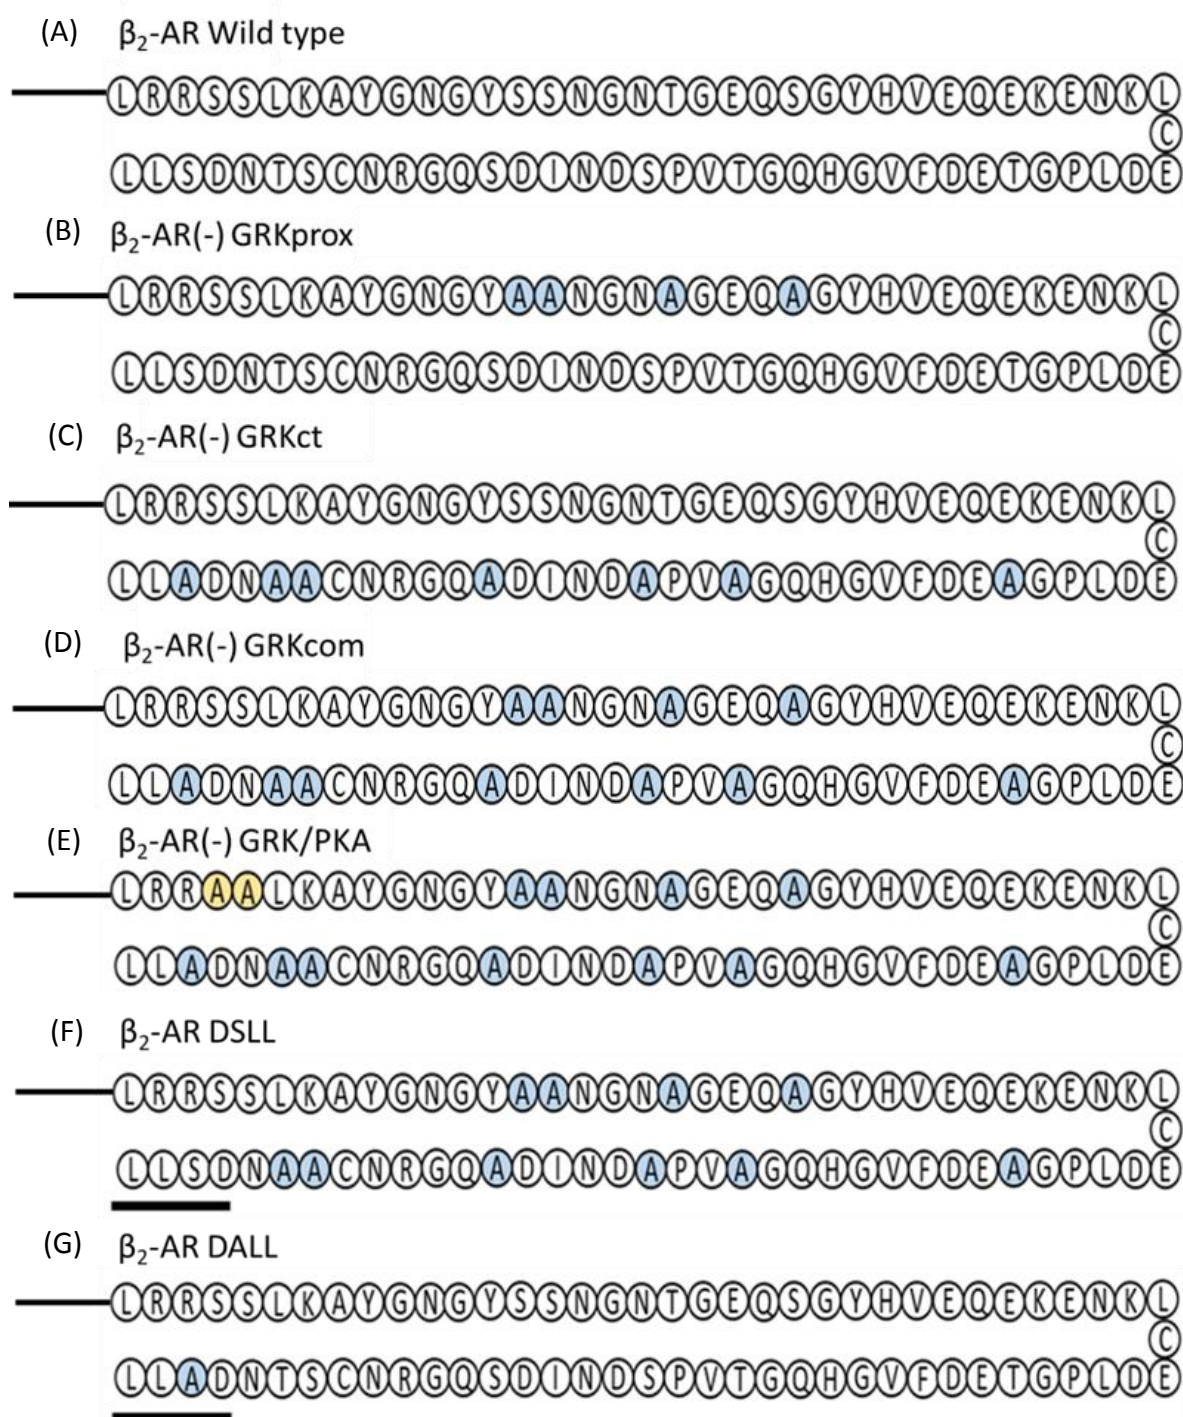 (A) β₂-AR Wild type
LRRSSLKAYGNGYSSNGNTGEQSGYHVEQEKENKL
C
LLSDNTSCNRGQSDINDSPVTGQHGVFDETGPLDE
(B) β₂-AR(-) GRKprox
LRRSSLKAYGNGYAANGNAGEQAGYHVEQEKENKL
C
LLSDNTSCNRGQSDINDSPVTGQHGVFDETGPLDE
(C) β₂-AR(-) GRKct
LRRSSLKAYGNGYSSNGNTGEQSGYHVEQEKENKL
C
LLADNAACNRGQADINDAPVAGQHGVFDEAGPLDE
(D) β₂-AR(-) GRKcom
LRRSSLKAYGNGYAANGNAGEQAGYHVEQEKENKL
C
LLADNAACNRGQADINDAPVAGQHGVFDEAGPLDE
(E) β₂-AR(-) GRK/PKA
LRRAALKAYGNGYAANGNAGEQAGYHVEQEKENKL
C
LLADNAACNRGQADINDAPVAGQHGVFDEAGPLDE
(F) β₂-AR DSLL
LRRSSLKAYGNGYAANGNAGEQAGYHVEQEKENKL
C
LLSDNAACNRGQADINDAPVAGQHGVFDEAGPLDE
(G) β₂-AR DALL
LRRSSLKAYGNGYSSNGNTGEQSGYHVEQEKENKL
C
LLADNTSCNRGQSDINDSPVTGQHGVFDETGPLDE